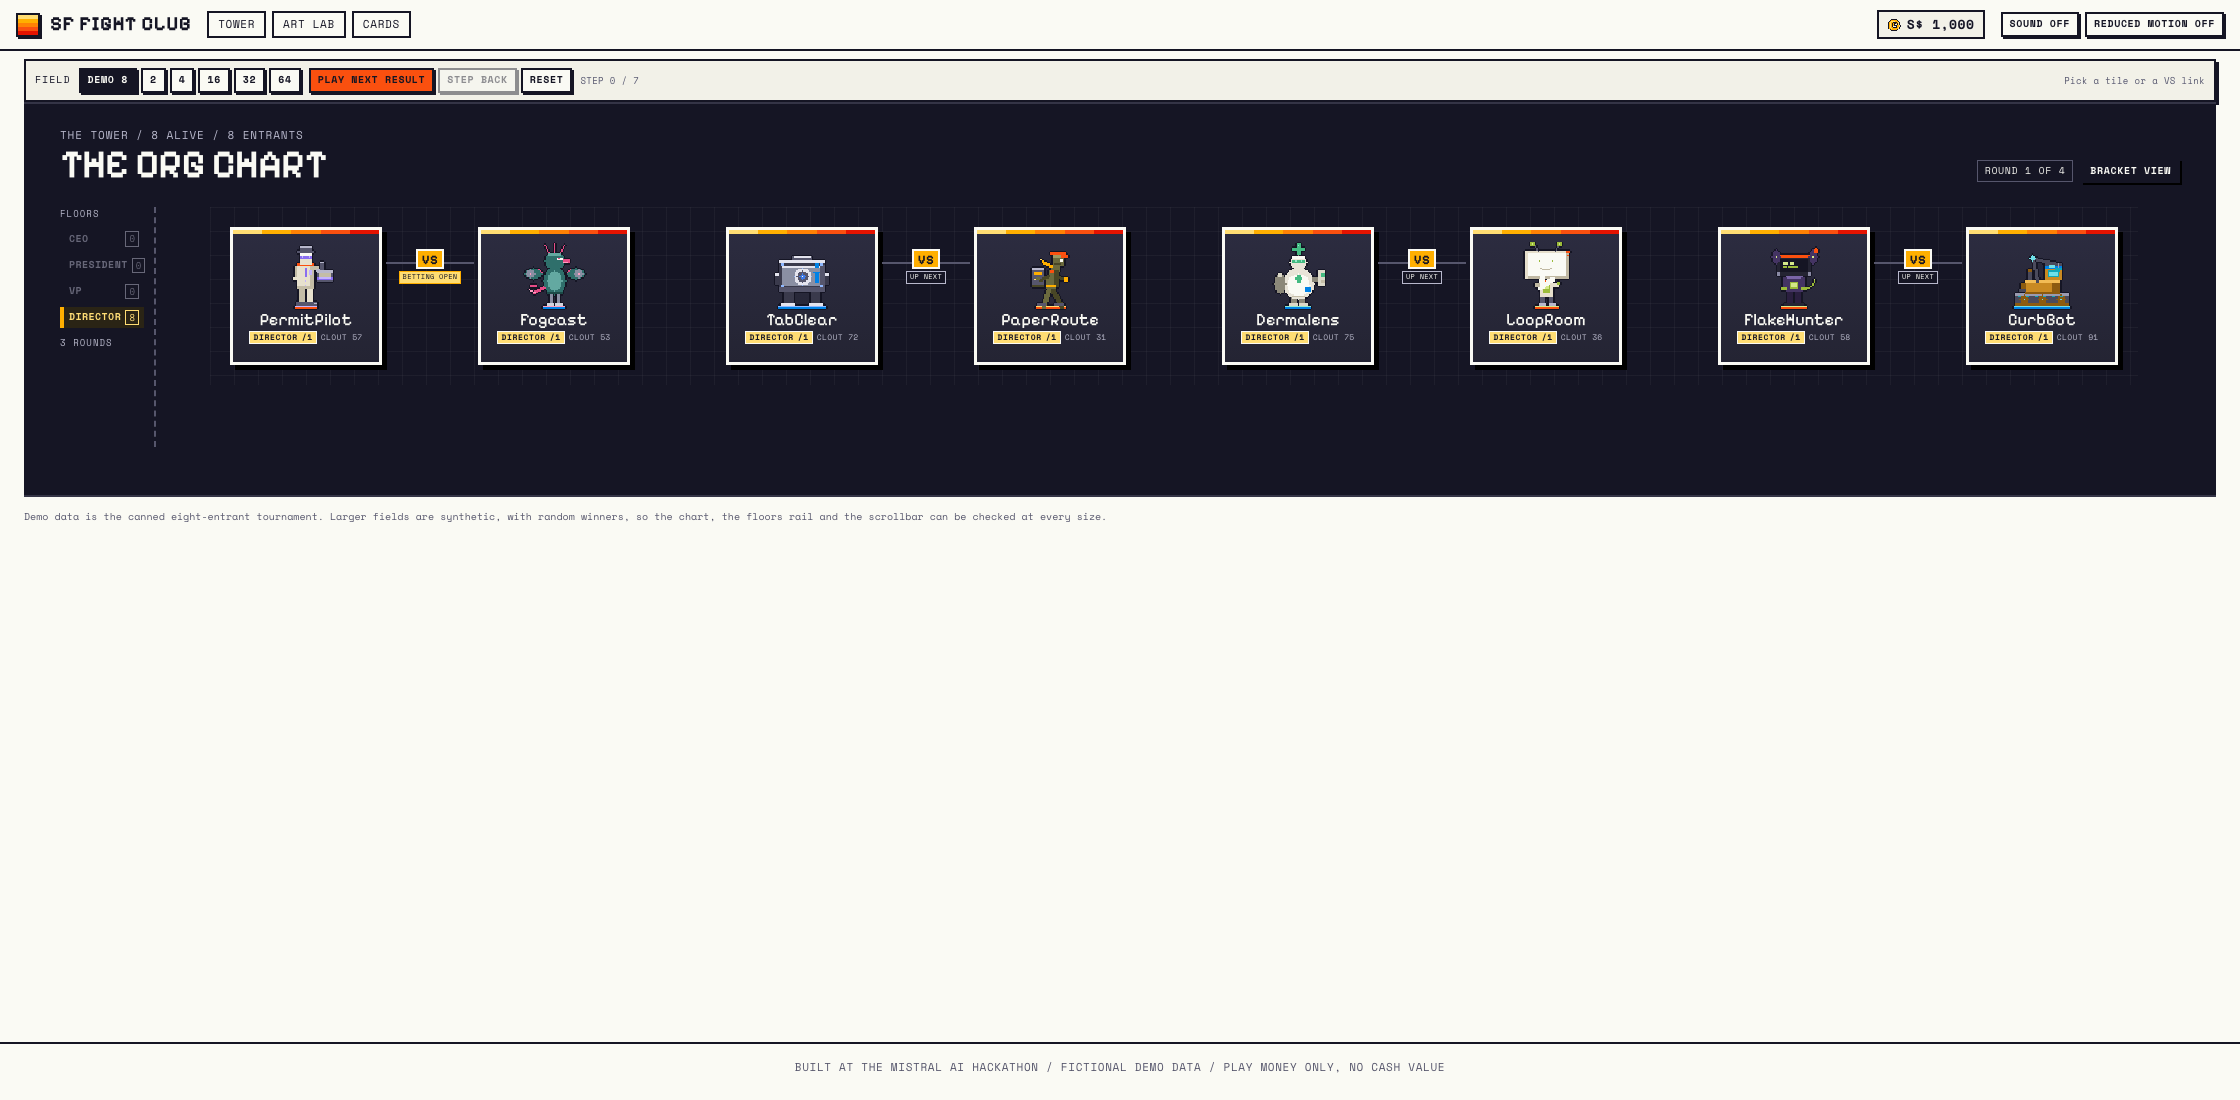 SF FIGHT CLUB
TOWER
ART LAB
CARDS
S$ 1,000
SOUND OFF
REDUCED MOTION OFF
FIELD
DEMO 8
2
4
16
32
64
PLAY NEXT RESULT
STEP BACK
RESET
STEP 0 / 7
Pick a tile or a VS link
THE TOWER / 8 ALIVE / 8 ENTRANTS
THE ORG CHART
ROUND 1 OF 4
BRACKET VIEW
FLOORS
CEO 0
PRESIDENT 0
VP 0
DIRECTOR 8
3 ROUNDS
PermitPilot
DIRECTOR /1 CLOUT 57
VS
BETTING OPEN
Fogcast
DIRECTOR /1 CLOUT 53
TabClear
DIRECTOR /1 CLOUT 72
VS
UP NEXT
PaperRoute
DIRECTOR /1 CLOUT 31
Dermalens
DIRECTOR /1 CLOUT 75
VS
UP NEXT
LoopRoom
DIRECTOR /1 CLOUT 36
FlakeHunter
DIRECTOR /1 CLOUT 58
VS
UP NEXT
CurbBot
DIRECTOR /1 CLOUT 91
Demo data is the canned eight-entrant tournament. Larger fields are synthetic, with random winners, so the chart, the floors rail and the scrollbar can be checked at every size.
BUILT AT THE MISTRAL AI HACKATHON / FICTIONAL DEMO DATA / PLAY MONEY ONLY, NO CASH VALUE